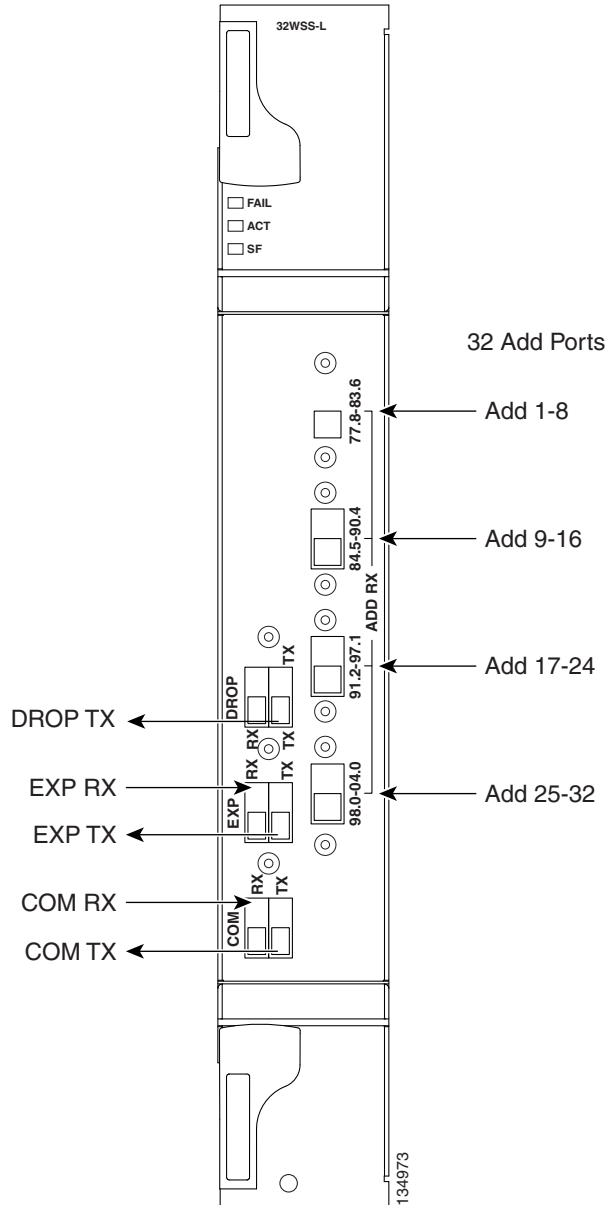 32WSS-L
FAIL
ACT
SF
32 Add Ports
77.8-83.6
Add 1-8
84.5-90.4
Add 9-16
ADD RX
91.2-97.1
Add 17-24
98.0-04.0
Add 25-32
TX
DROP
RX
TX
DROP TX
RX
TX
EXP
EXP RX
EXP TX
RX
TX
COM
COM RX
COM TX
134973